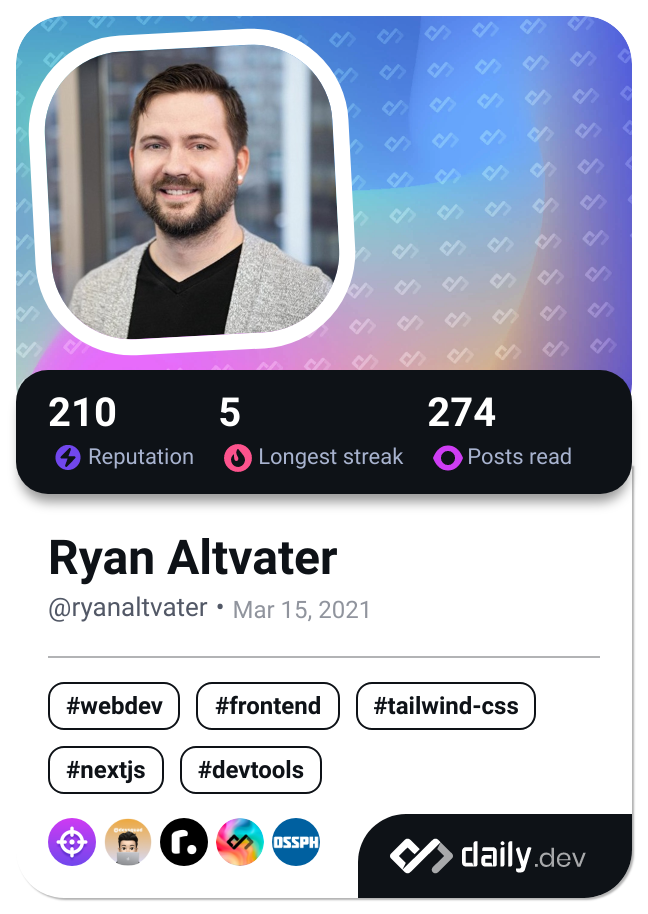 210 5 274
Reputation Longest streak Posts read
Ryan Altvater
@ryanaltvater • Mar 15, 2021
#webdev #frontend #tailwind-css
#nextjs #devtools
r. OSSPH
daily.dev